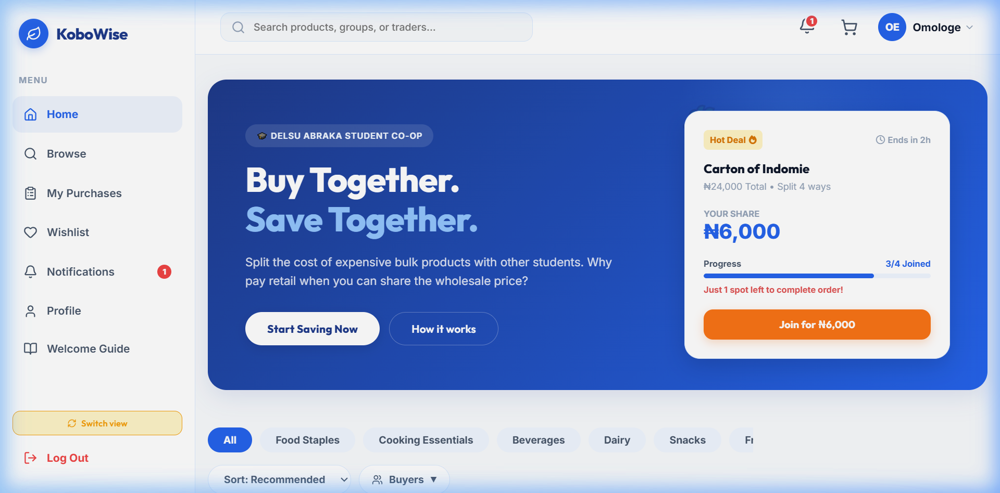 KoboWise
Search products, groups, or traders...
1
OE
Omologe
MENU
Home
Browse
My Purchases
Wishlist
Notifications
1
Profile
Welcome Guide
Switch view
Log Out
DELSU ABRAKA STUDENT CO-OP
Buy Together.
Save Together.
Split the cost of expensive bulk products with other students. Why
pay retail when you can share the wholesale price?
Start Saving Now
How it works
Hot Deal
Ends in 2h
Carton of Indomie
₦24,000 Total • Split 4 ways
YOUR SHARE
₦6,000
Progress
3/4 Joined
Just 1 spot left to complete order!
Join for ₦6,000
All
Food Staples
Cooking Essentials
Beverages
Dairy
Snacks
Sort: Recommended
Buyers ▼